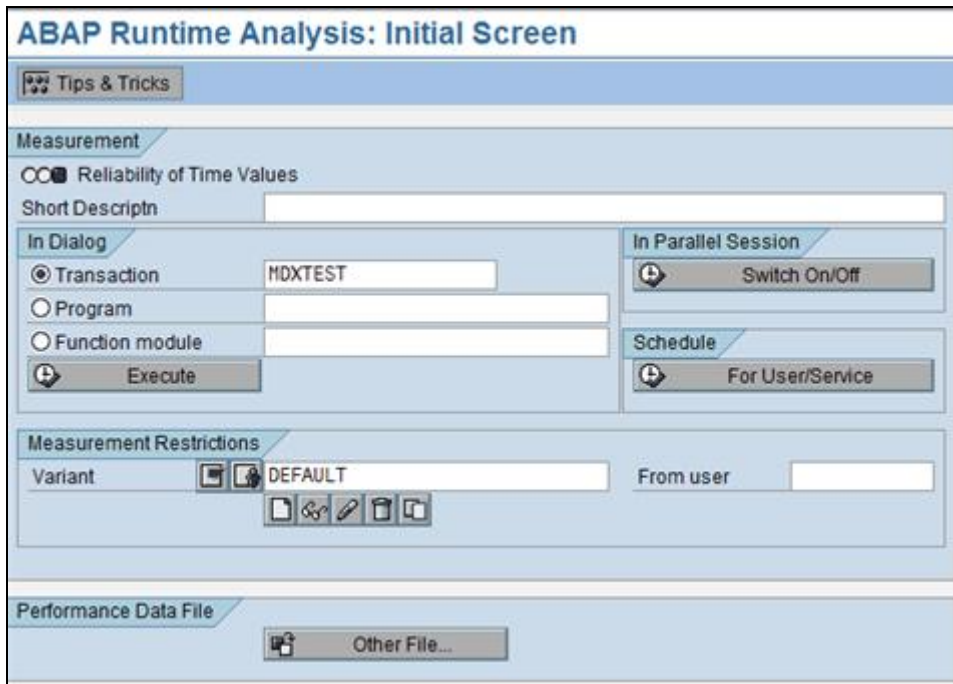 ABAP Runtime Analysis: Initial Screen
Tips & Tricks
Measurement
Reliability of Time Values
Short Descriptn
In Dialog
In Parallel Session
Transaction MDXTEST
Switch On/Off
Program
Function module
Schedule
Execute
For User/Service
Measurement Restrictions
Variant DEFAULT From user
Performance Data File
Other File...